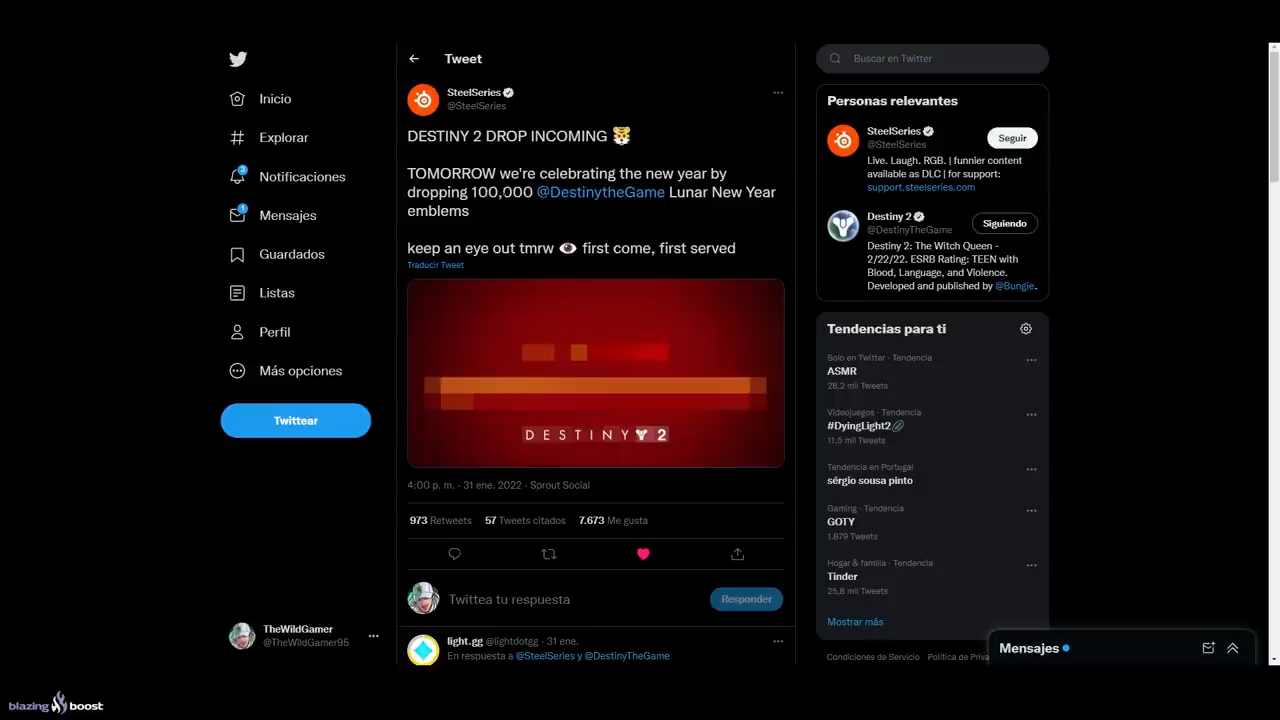 Tweet
Buscar en Twitter
Inicio
Explorar
3
Notificaciones
1
Mensajes
Guardados
Listas
Perfil
Más opciones
Twittear
TheWildGamer
@TheWildGamer95
SteelSeries
@SteelSeries
DESTINY 2 DROP INCOMING 🐯
TOMORROW we're celebrating the new year by
dropping 100,000 @DestinytheGame Lunar New Year
emblems
keep an eye out tmrw 👁 first come, first served
Traducir Tweet
DESTINY 2
4:00 p. m. · 31 ene. 2022 · Sprout Social
973 Retweets 57 Tweets citados 7.673 Me gusta
Twittea tu respuesta
Responder
light.gg @lightdotgg · 31 ene.
En respuesta a @SteelSeries y @DestinyTheGame
Personas relevantes
SteelSeries
@SteelSeries
Seguir
Live. Laugh. RGB. | funnier content
available as DLC | for support:
support.steelseries.com
Destiny 2
@DestinyTheGame
Siguiendo
Destiny 2: The Witch Queen -
2/22/22. ESRB Rating: TEEN with
Blood, Language, and Violence.
Developed and published by @Bungie.
Tendencias para ti
Solo en Twitter · Tendencia
ASMR
28,2 mil Tweets
Videojuegos · Tendencia
#DyingLight2
11.5 mil Tweets
Tendencia en Portugal
sérgio sousa pinto
Gaming · Tendencia
GOTY
1.879 Tweets
Hogar & familia · Tendencia
Tinder
25,8 mil Tweets
Mostrar más
Condiciones de Servicio Política de Priva
Mensajes
blazing boost